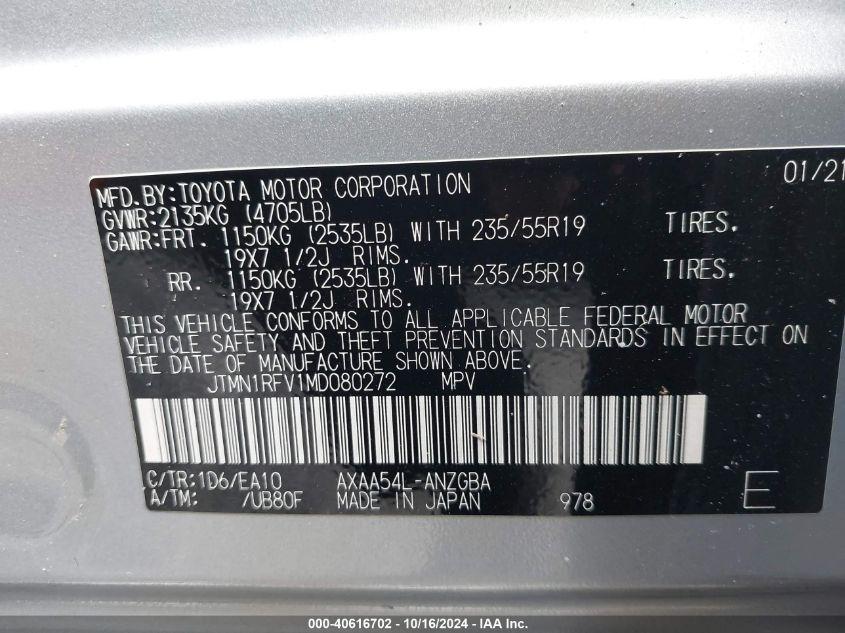 MFD.BY:TOYOTA MOTOR CORPORATION 01/21
GVWR:2135KG (4705LB)
GAWR:FRT. 1150KG (2535LB) WITH 235/55R19 TIRES.
19X7 1/2J RIMS.
RR. 1150KG (2535LB) WITH 235/55R19 TIRES.
19X7 1/2J RIMS.
THIS VEHICLE CONFORMS TO ALL APPLICABLE FEDERAL MOTOR
VEHICLE SAFETY AND THEFT PREVENTION STANDARDS IN EFFECT ON
THE DATE OF MANUFACTURE SHOWN ABOVE.
JTMN1RFV1MD080272 MPV
C/TR:1D6/EA10 AXAA54L-ANZGBA
A/TM: /UB80F MADE IN JAPAN 978 E
000-40616702 - 10/16/2024 - IAA Inc.